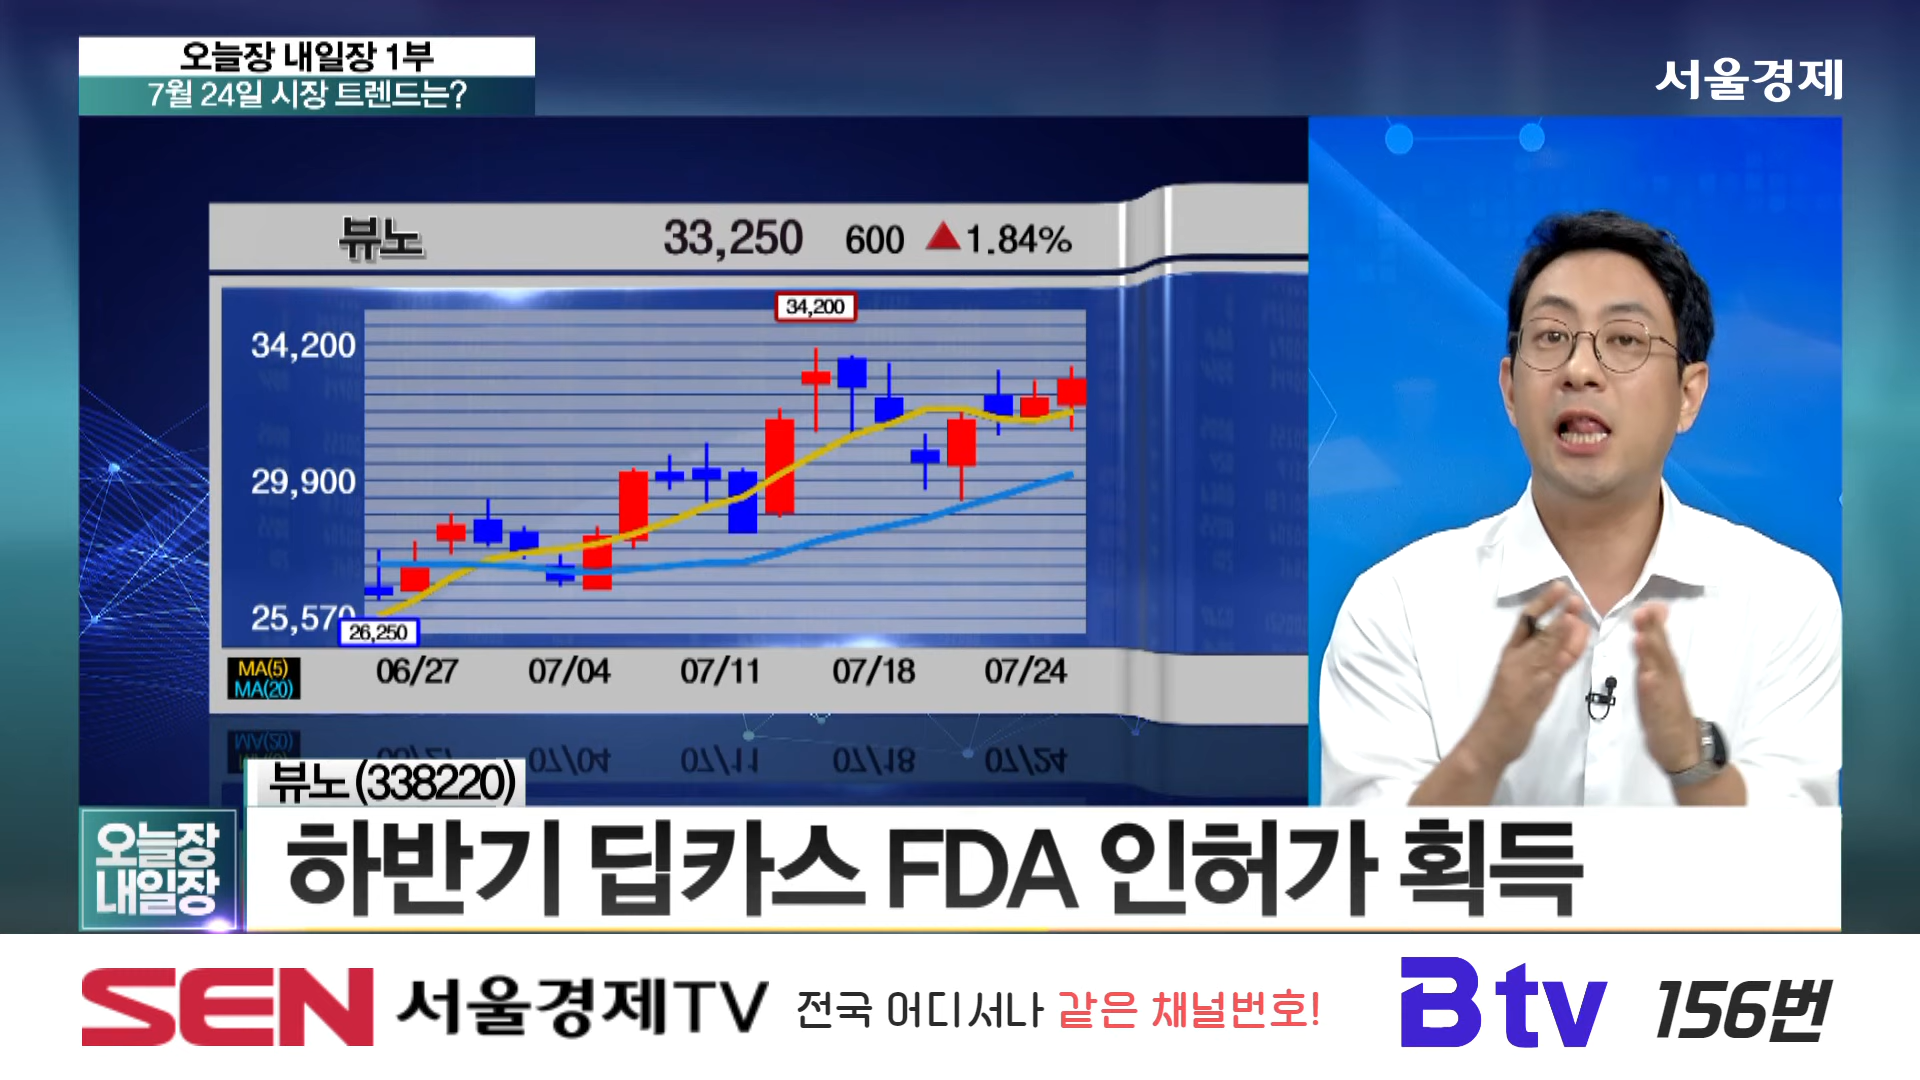 오늘장 내일장 1부
7월 24일 시장 트렌드는?
서울경제
뷰노 33,250 600 ▲1.84%
34,200
34,200
29,900
25,570
26,250
MA(5)
MA(20)
06/27 07/04 07/11 07/18 07/24
뷰노(338220)
오늘장
내일장
하반기 딥카스 FDA 인허가 획득
SEN 서울경제TV 전국 어디서나 같은 채널번호! B tv 156번